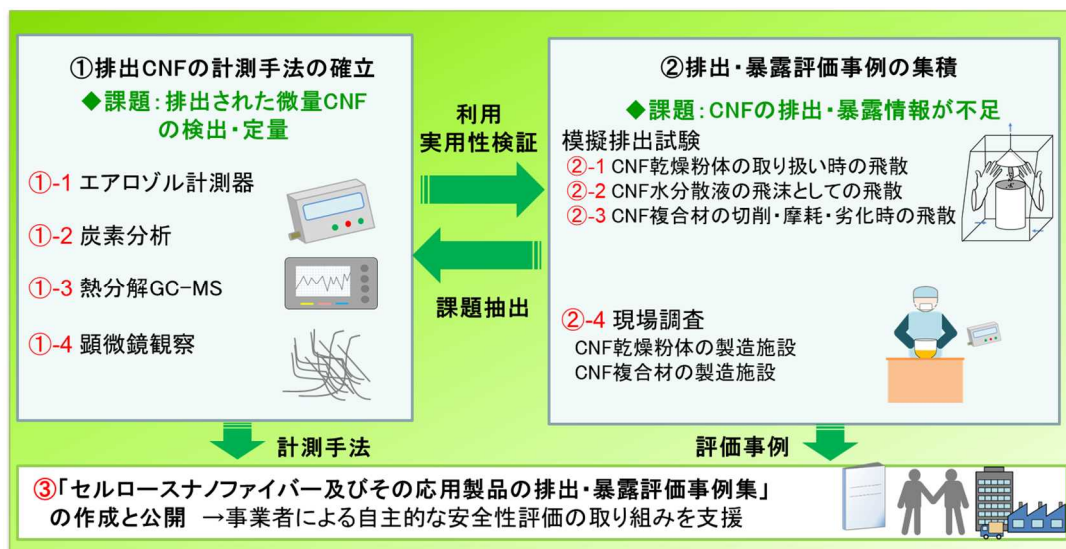 ①排出CNFの計測手法の確立
◆課題：排出された微量CNF
の検出・定量
①-1 エアロゾル計測器
①-2 炭素分析
①-3 熱分解GC-MS
①-4 顕微鏡観察
利用
実用性検証
課題抽出
②排出・暴露評価事例の集積
◆課題：CNFの排出・暴露情報が不足
模擬排出試験
②-1 CNF乾燥粉体の取り扱い時の飛散
②-2 CNF水分散液の飛沫としての飛散
②-3 CNF複合材の切削・摩耗・劣化時の飛散
②-4 現場調査
CNF乾燥粉体の製造施設
CNF複合材の製造施設
計測手法
評価事例
③「セルロースナノファイバー及びその応用製品の排出・暴露評価事例集」
の作成と公開 →事業者による自主的な安全性評価の取り組みを支援